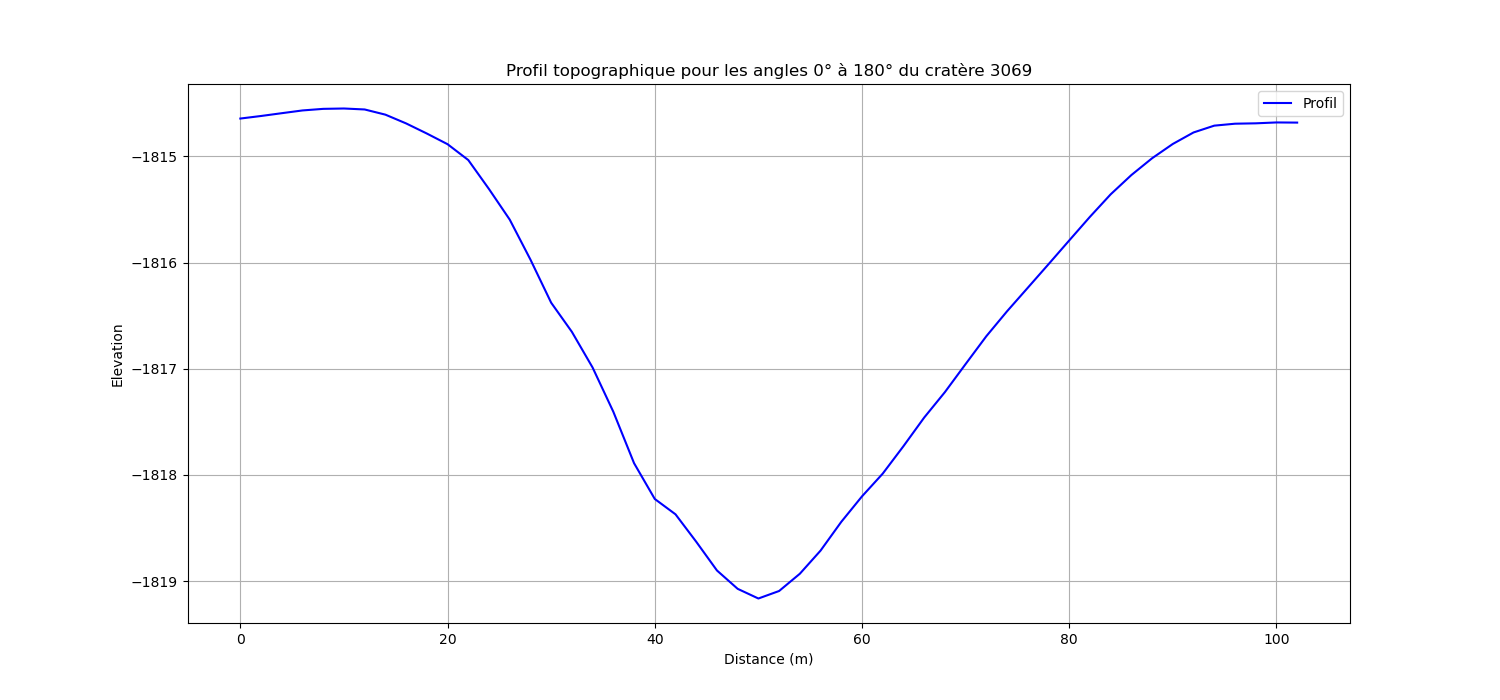 Profil topographique pour les angles 0° à 180° du cratère 3069
Profil
Elevation
−1815
−1816
−1817
−1818
−1819
0 20 40 60 80 100
Distance (m)